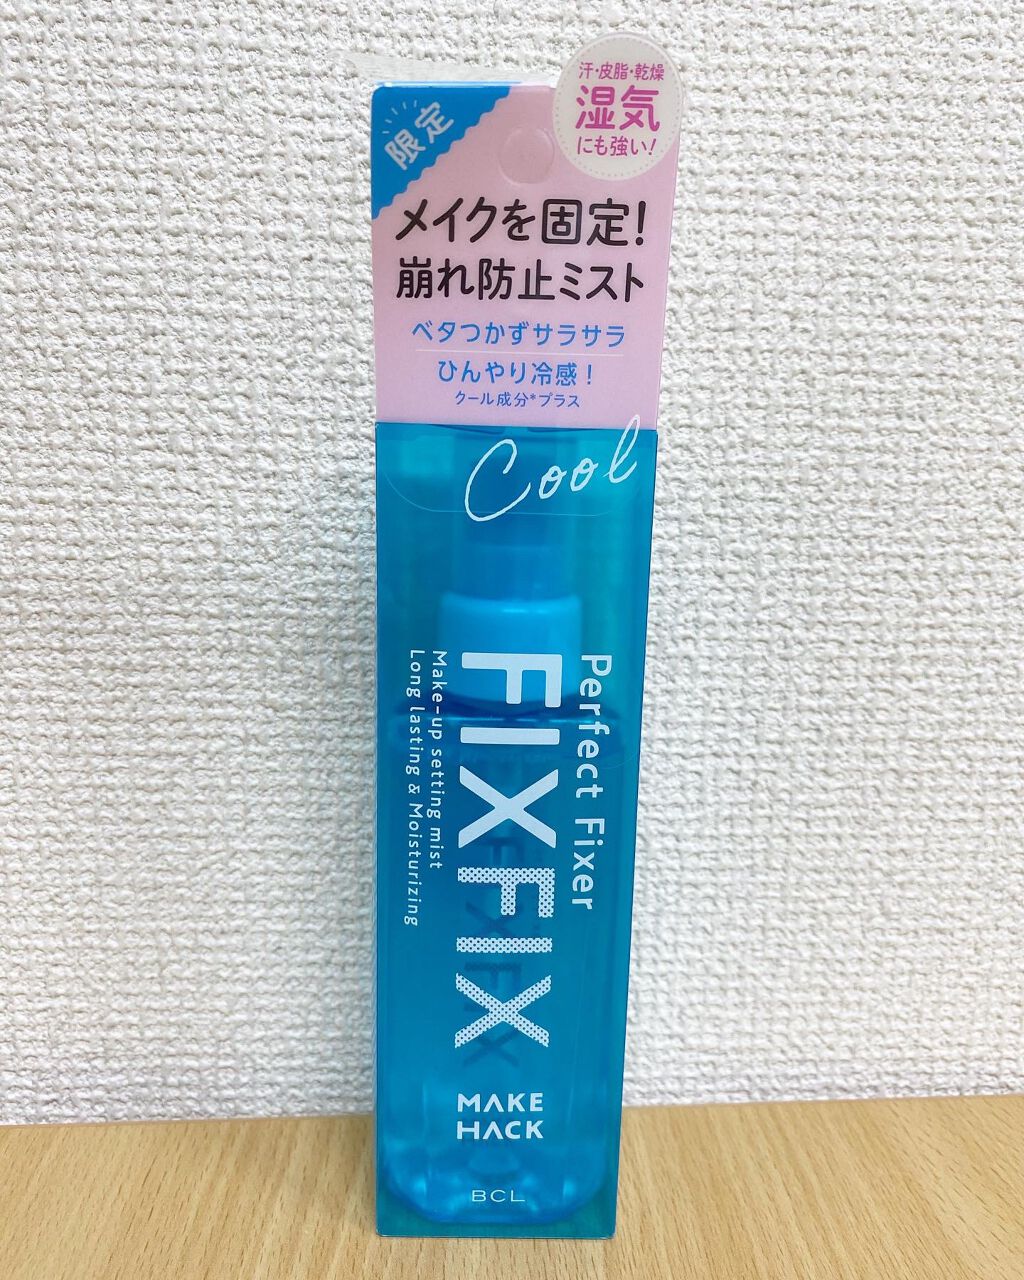 限定
汗・皮脂・乾燥
湿気
にも強い!
メイクを固定!
崩れ防止ミスト
ベタつかずサラサラ
ひんやり冷感!
クール成分*プラス
Cool
Perfect Fixer
FIXFIX
Make-up setting mist
Long lasting & Moisturizing
MAKE
HACK
BCL